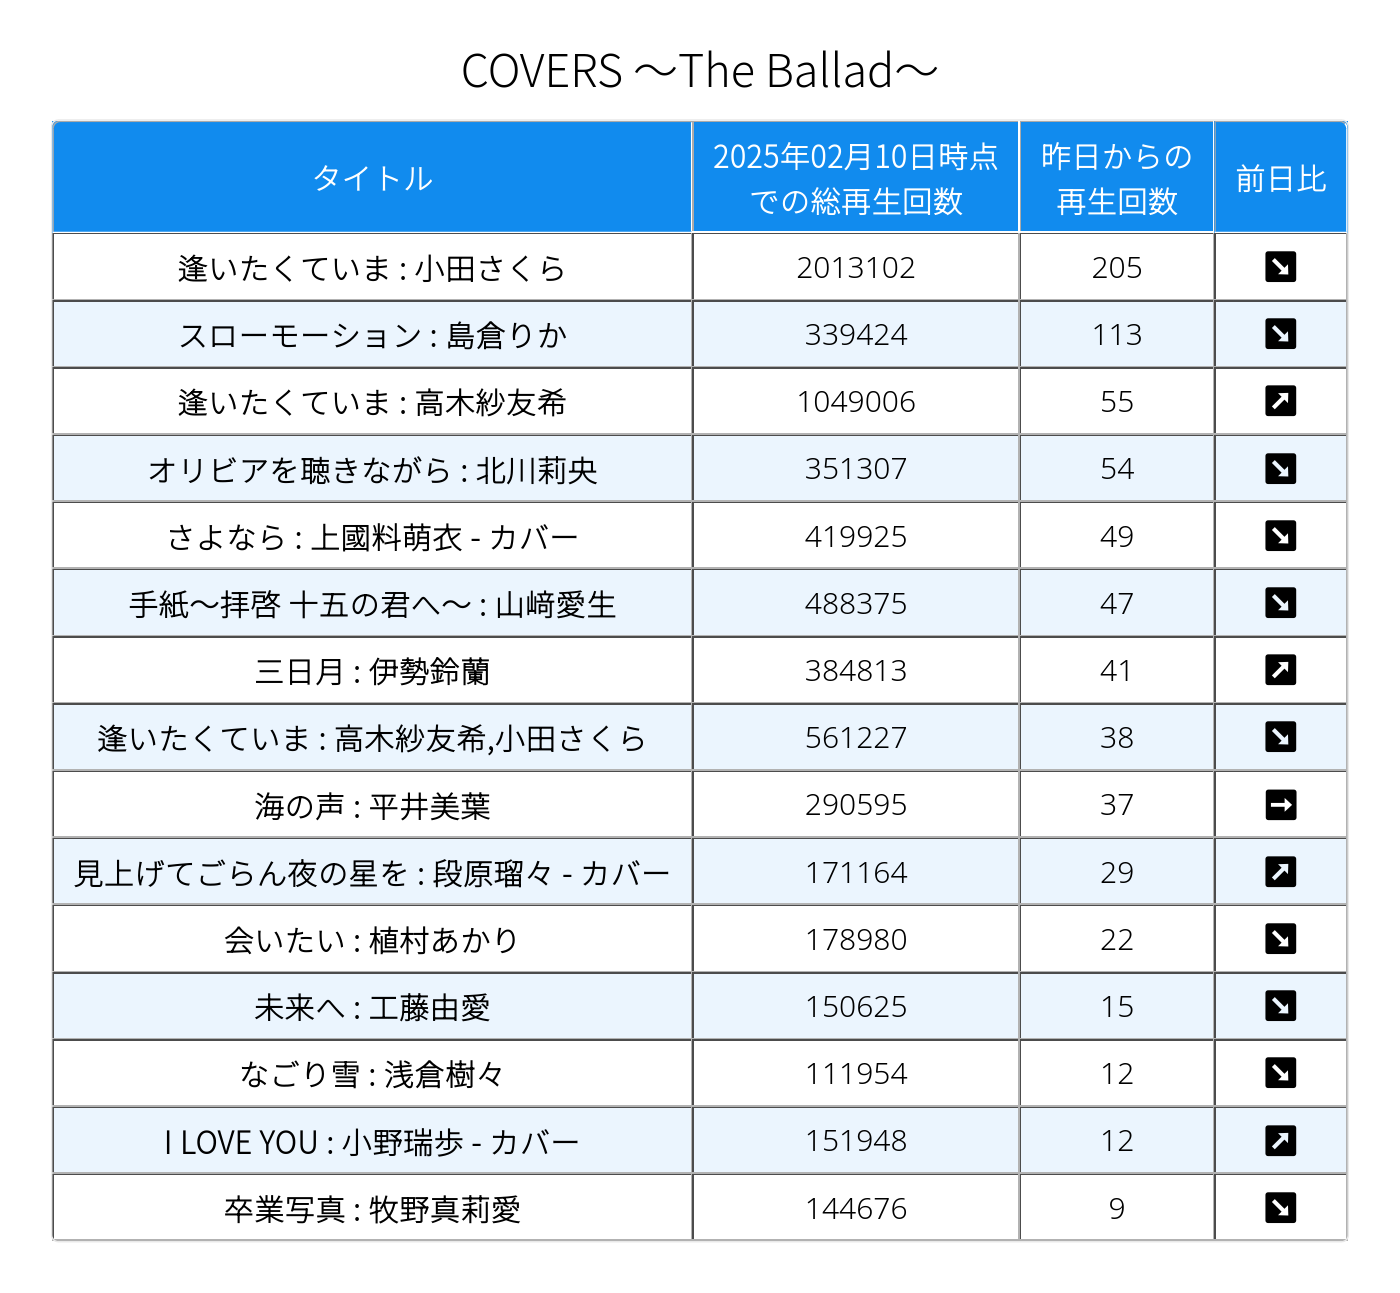 COVERS ～The Ballad～
タイトル
2025年02月10日時点
での総再生回数
昨日からの
再生回数
前日比
逢いたくていま : 小田さくら 2013102 205 ↘
スローモーション : 島倉りか 339424 113 ↘
逢いたくていま : 高木紗友希 1049006 55 ↗
オリビアを聴きながら : 北川莉央 351307 54 ↘
さよなら : 上國料萌衣 - カバー 419925 49 ↘
手紙～拝啓 十五の君へ～ : 山﨑愛生 488375 47 ↘
三日月 : 伊勢鈴蘭 384813 41 ↗
逢いたくていま : 高木紗友希,小田さくら 561227 38 ↘
海の声 : 平井美葉 290595 37 →
見上げてごらん夜の星を : 段原瑠々 - カバー 171164 29 ↗
会いたい : 植村あかり 178980 22 ↘
未来へ : 工藤由愛 150625 15 ↘
なごり雪 : 浅倉樹々 111954 12 ↘
I LOVE YOU : 小野瑞歩 - カバー 151948 12 ↗
卒業写真 : 牧野真莉愛 144676 9 ↘